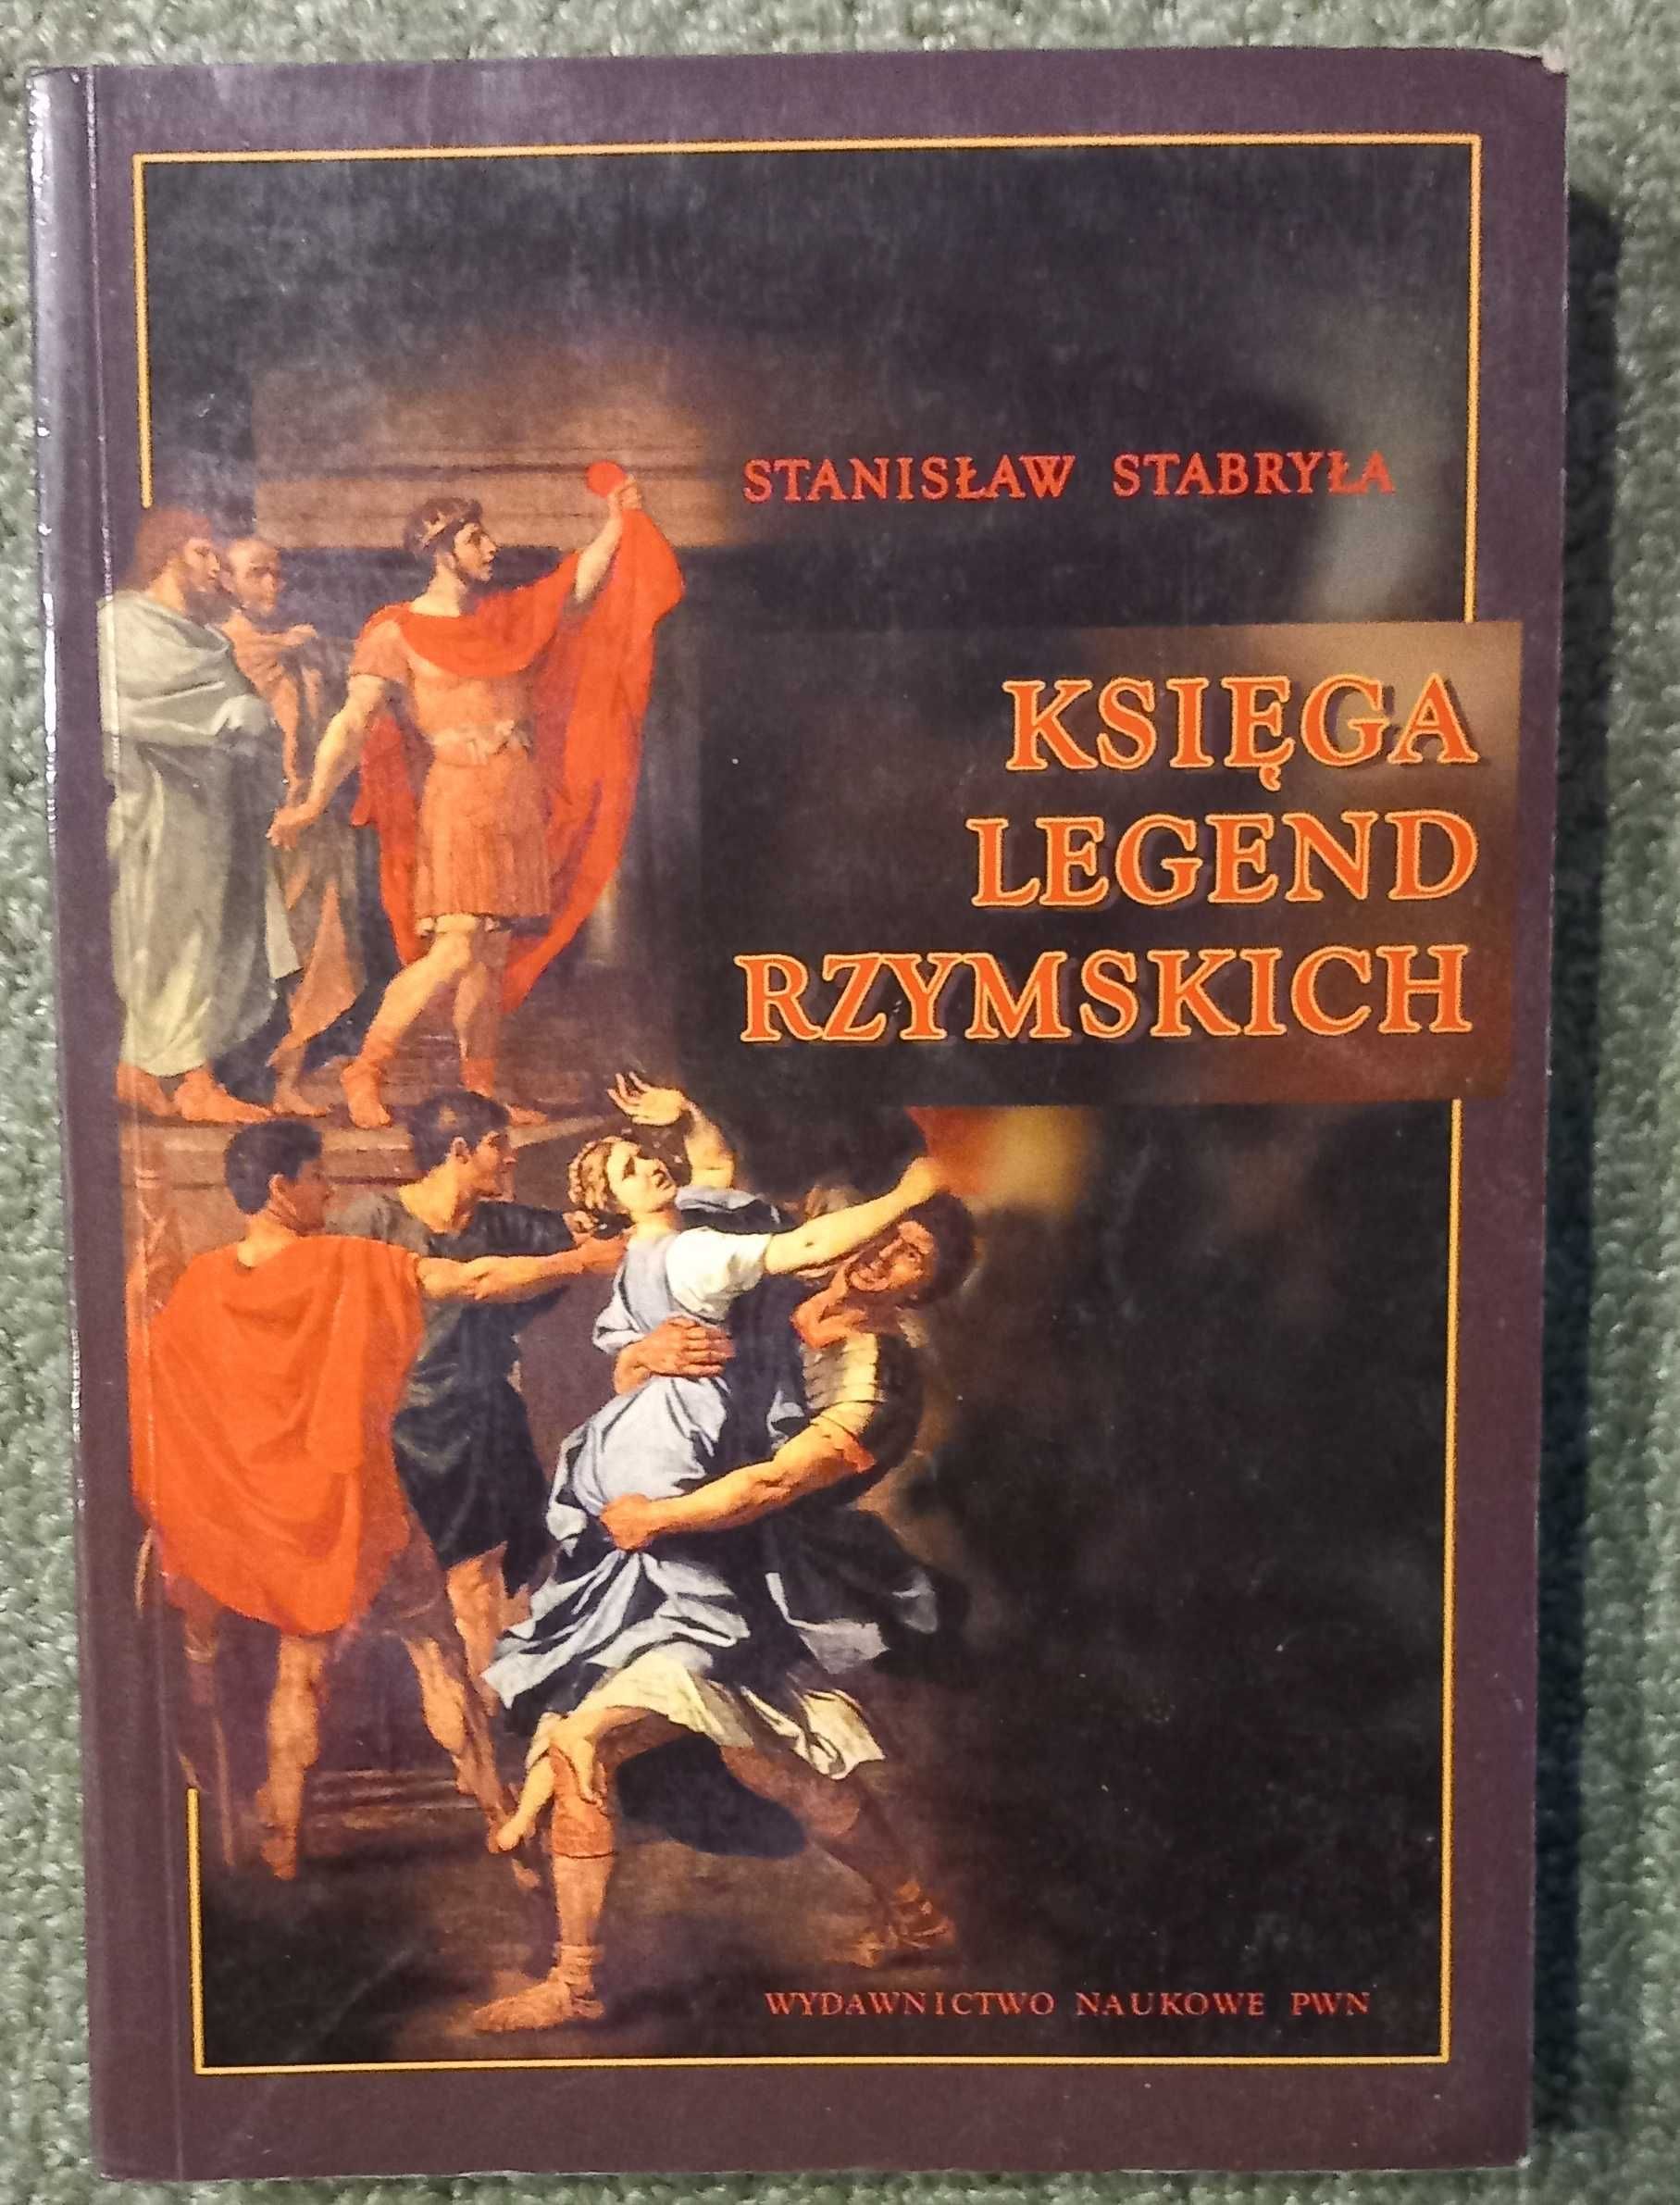 STANISŁAW STABRYŁA
KSIĘGA
LEGEND
RZYMSKICH
WYDAWNICTWO NAUKOWE PWN